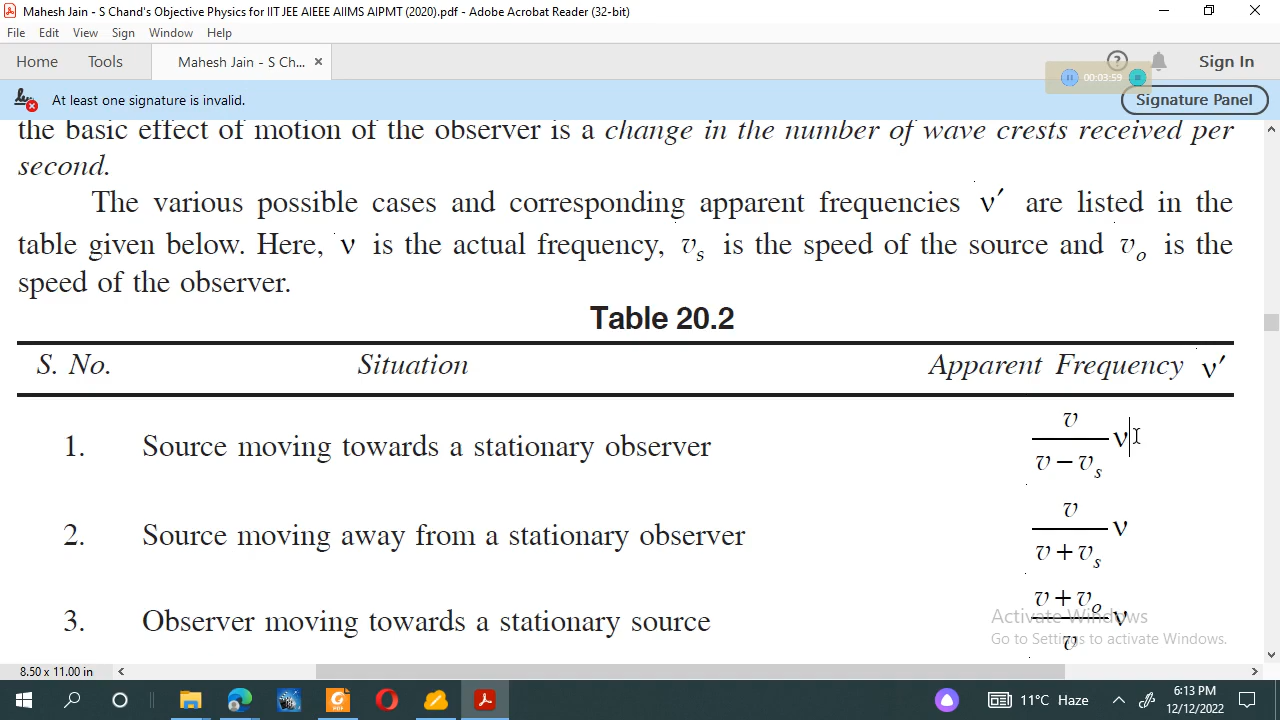 Mahesh Jain - S Chand's Objective Physics for IIT JEE AIEEE AIIMS AIPMT (2020).pdf - Adobe Acrobat Reader (32-bit)
File Edit View Sign Window Help
Home Tools Mahesh Jain - S Ch... × ? Sign In
00:03:59
At least one signature is invalid. Signature Panel
the basic effect of motion of the observer is a change in the number of wave crests received per
second.
The various possible cases and corresponding apparent frequencies ν′ are listed in the
table given below. Here, ν is the actual frequency, v_s is the speed of the source and v_o is the
speed of the observer.
Table 20.2
S. No. Situation Apparent Frequency ν′
1. Source moving towards a stationary observer v / (v − v_s) ν
2. Source moving away from a stationary observer v / (v + v_s) ν
3. Observer moving towards a stationary source (v + v_o) / v ν
Activate Windows
Go to Settings to activate Windows.
8.50 x 11.00 in
11°C Haze 6:13 PM
12/12/2022